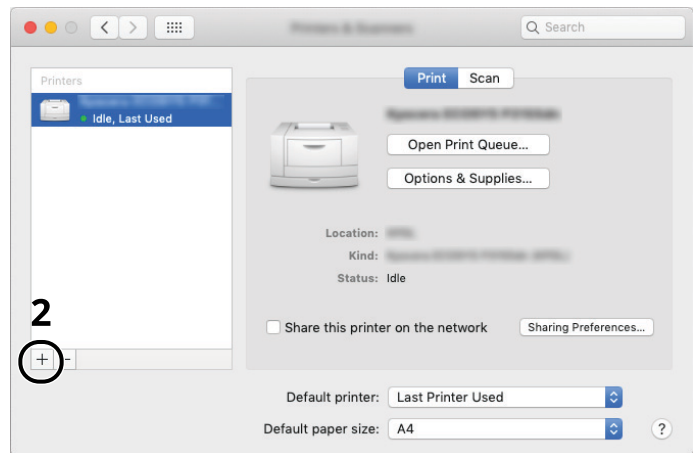 Search
Printers
Print Scan
Idle, Last Used
Open Print Queue...
Options & Supplies...
Location:
Kind:
Status: Idle
2
Share this printer on the network Sharing Preferences...
+ -
Default printer: Last Printer Used
Default paper size: A4 ?